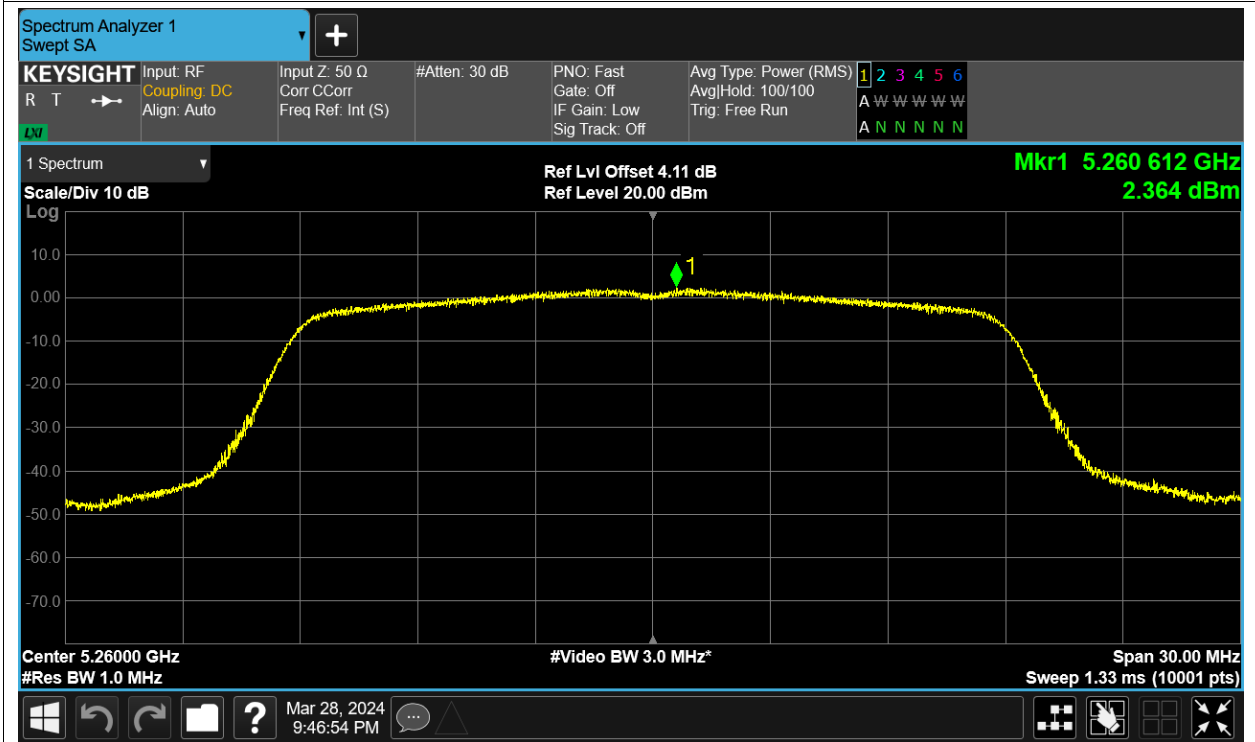 Spectrum Analyzer 1
Swept SA
KEYSIGHT
R T
LXI
Input: RF
Coupling: DC
Align: Auto
Input Z: 50 Ω
Corr CCorr
Freq Ref: Int (S)
#Atten: 30 dB
PNO: Fast
Gate: Off
IF Gain: Low
Sig Track: Off
Avg Type: Power (RMS)
Avg|Hold: 100/100
Trig: Free Run
1 2 3 4 5 6
A W W W W W
A N N N N N
1 Spectrum
Scale/Div 10 dB
Log
Ref Lvl Offset 4.11 dB
Ref Level 20.00 dBm
Mkr1 5.260 612 GHz
2.364 dBm
1
10.0
0.00
-10.0
-20.0
-30.0
-40.0
-50.0
-60.0
-70.0
Center 5.26000 GHz
#Res BW 1.0 MHz
#Video BW 3.0 MHz*
Span 30.00 MHz
Sweep 1.33 ms (10001 pts)
?
Mar 28, 2024
9:46:54 PM